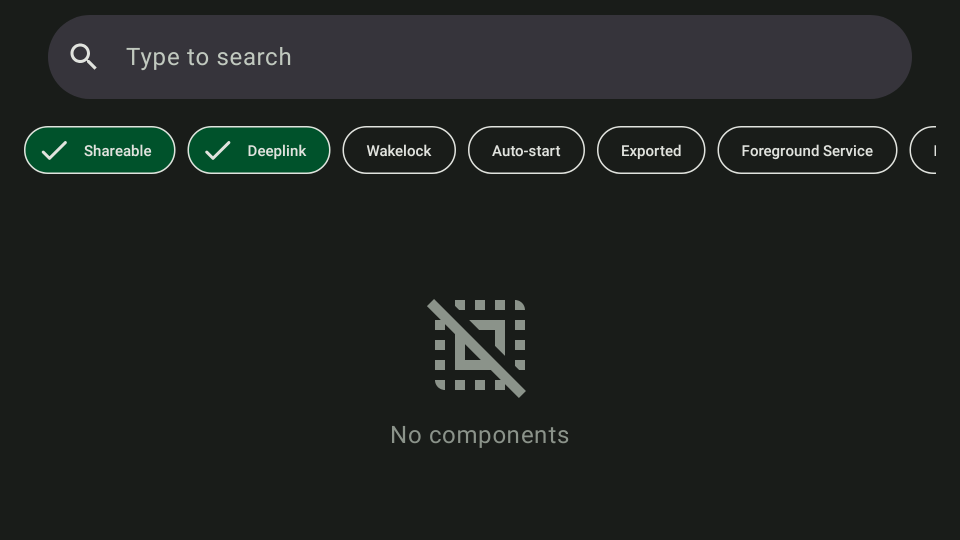 Type to search
Shareable
Deeplink
Wakelock
Auto-start
Exported
Foreground Service
No components